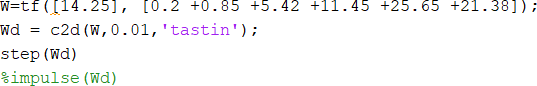 W=tf([14.25], [0.2 +0.85 +5.42 +11.45 +25.65 +21.38]);
Wd = c2d(W,0.01,'tastin');
step(Wd)
%impulse(Wd)